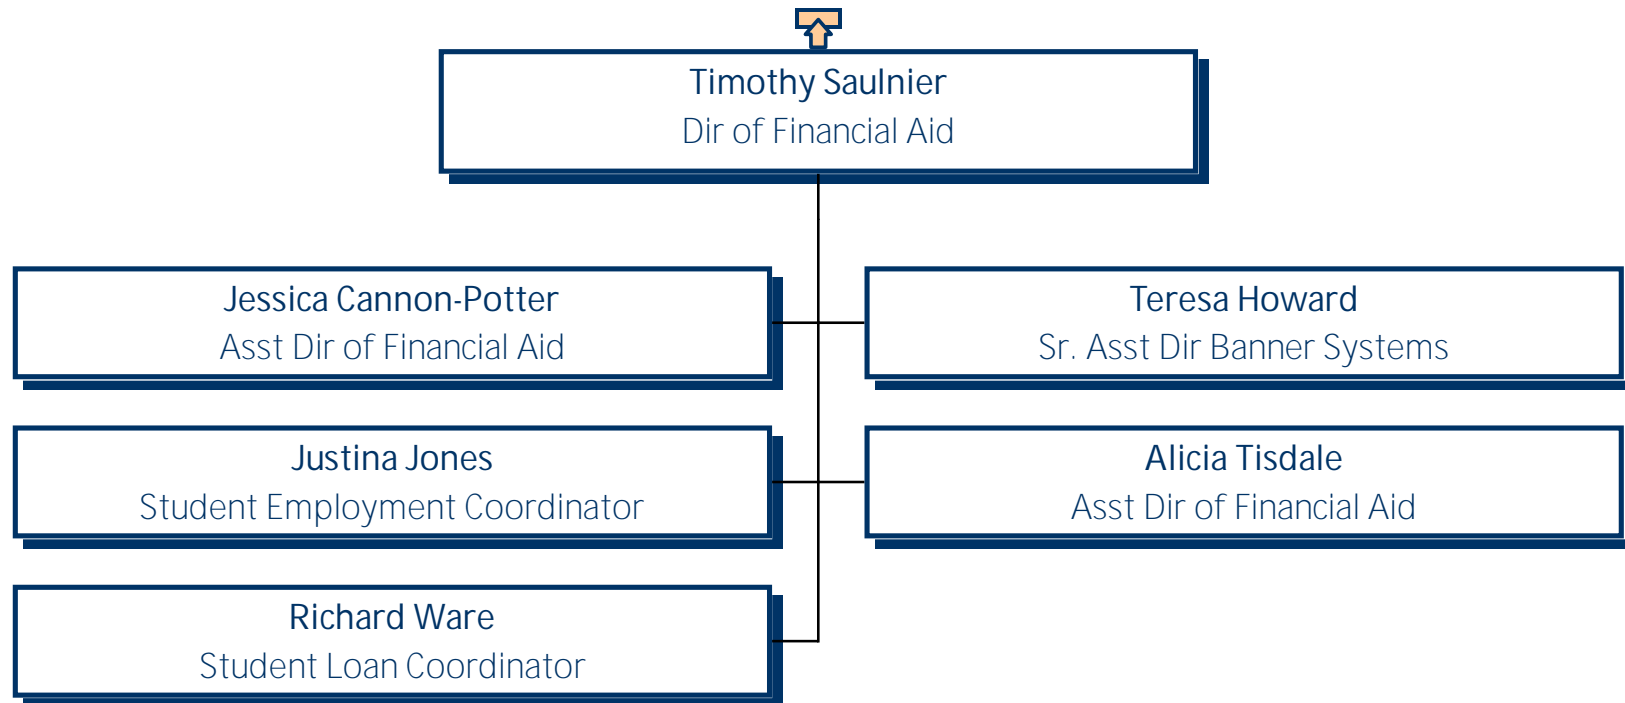 Timothy Saulnier
Dir of Financial Aid
Jessica Cannon-Potter
Asst Dir of Financial Aid
Teresa Howard
Sr. Asst Dir Banner Systems
Justina Jones
Student Employment Coordinator
Alicia Tisdale
Asst Dir of Financial Aid
Richard Ware
Student Loan Coordinator